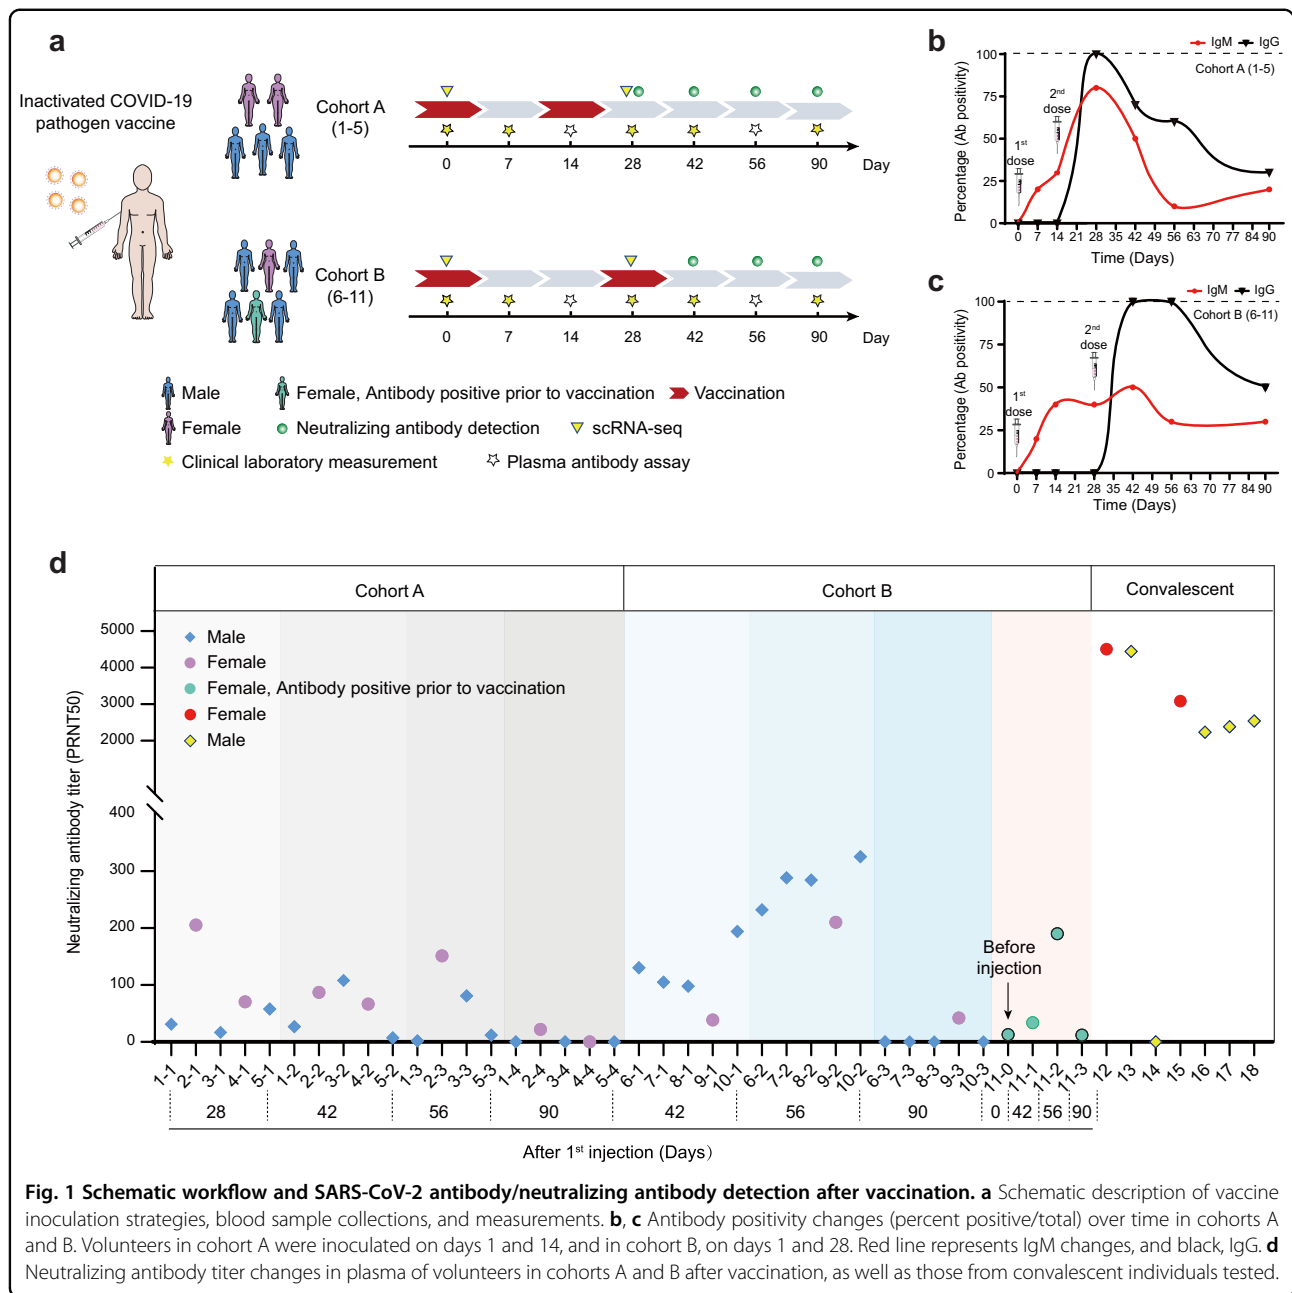 a
Inactivated COVID-19
pathogen vaccine
Cohort A
(1-5)
0 7 14 28 42 56 90 Day
Cohort B
(6-11)
0 7 14 28 42 56 90 Day
Male
Female, Antibody positive prior to vaccination
Vaccination
Female
Neutralizing antibody detection
scRNA-seq
Clinical laboratory measurement
Plasma antibody assay
b
IgM IgG
Cohort A (1-5)
Percentage (Ab positivity)
100
75
50
25
0
1st
dose
2nd
dose
0 7 14 21 28 35 42 49 56 63 70 77 84 90
Time (Days)
c
IgM IgG
Cohort B (6-11)
Percentage (Ab positivity)
100
75
50
25
0
1st
dose
2nd
dose
0 7 14 21 28 35 42 49 56 63 70 77 84 90
Time (Days)
d
Cohort A Cohort B Convalescent
Neutralizing antibody titer (PRNT50)
5000
4000
3000
2000
400
300
200
100
0
Male
Female
Female, Antibody positive prior to vaccination
Female
Male
Before
injection
1-1 2-1 3-1 4-1 5-1 1-2 2-2 3-2 4-2 5-2 1-3 2-3 3-3 5-3 1-4 2-4 3-4 4-4 5-4 6-1 7-1 8-1 9-1 10-1 6-2 7-2 8-2 9-2 10-2 6-3 7-3 8-3 9-3 10-3 11-0 11-1 11-2 11-3 12 13 14 15 16 17 18
28 42 56 90 42 56 90 0 42 56 90
After 1st injection (Days)
Fig. 1 Schematic workflow and SARS-CoV-2 antibody/neutralizing antibody detection after vaccination. a Schematic description of vaccine
inoculation strategies, blood sample collections, and measurements. b, c Antibody positivity changes (percent positive/total) over time in cohorts A
and B. Volunteers in cohort A were inoculated on days 1 and 14, and in cohort B, on days 1 and 28. Red line represents IgM changes, and black, IgG. d
Neutralizing antibody titer changes in plasma of volunteers in cohorts A and B after vaccination, as well as those from convalescent individuals tested.